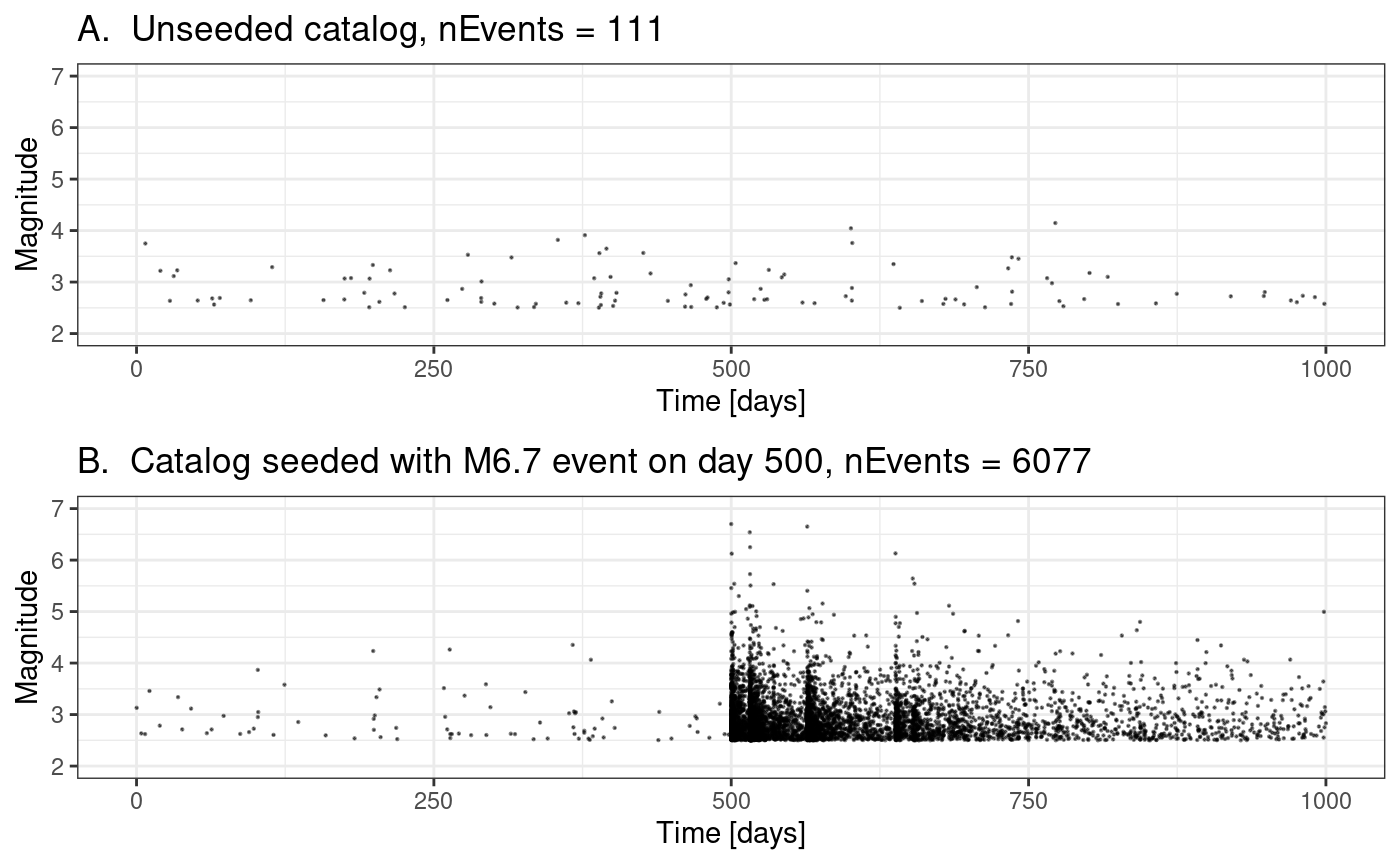 A. Unseeded catalog, nEvents = 111
7
6
5
4
3
2
Magnitude
0 250 500 750 1000
Time [days]
B. Catalog seeded with M6.7 event on day 500, nEvents = 6077
7
6
5
4
3
2
Magnitude
0 250 500 750 1000
Time [days]